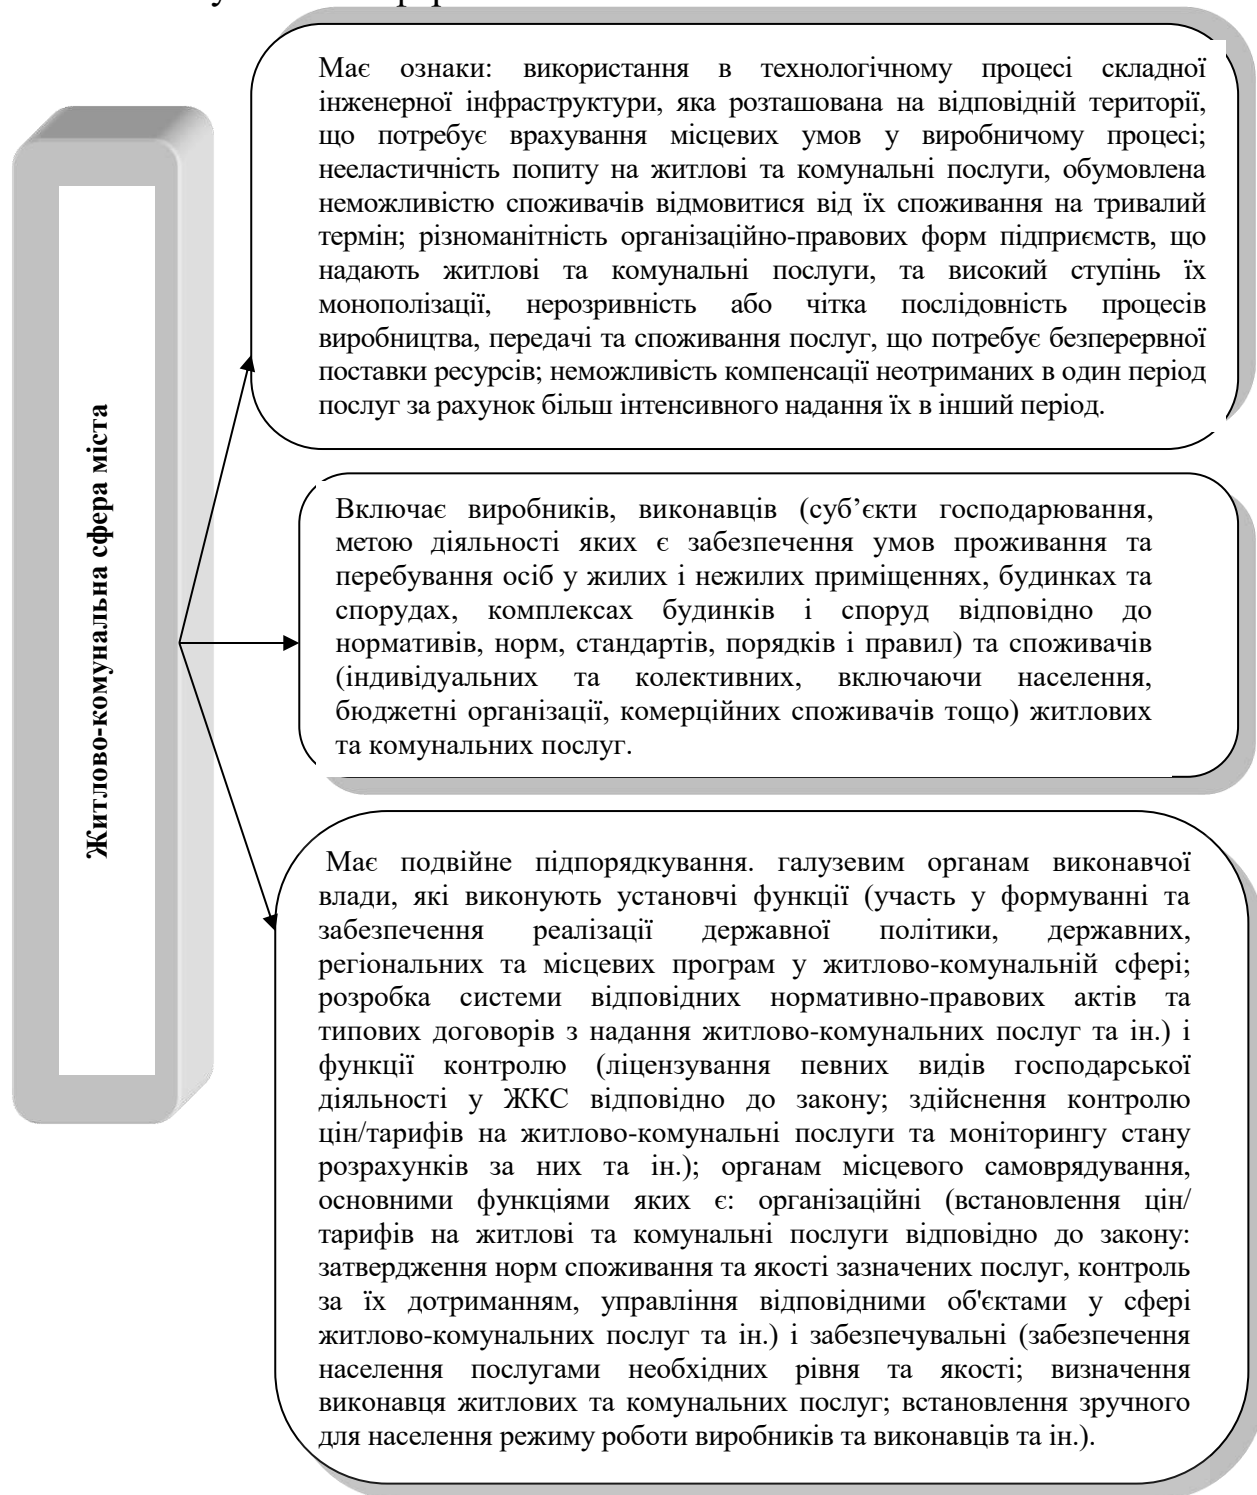 Має ознаки: використання в технологічному процесі складної
інженерної інфраструктури, яка розташована на відповідній території,
що потребує врахування місцевих умов у виробничому процесі;
нееластичність попиту на житлові та комунальні послуги, обумовлена
неможливістю споживачів відмовитися від їх споживання на тривалий
термін; різноманітність організаційно-правових форм підприємств, що
надають житлові та комунальні послуги, та високий ступінь їх
монополізації, нерозривність або чітка послідовність процесів
виробництва, передачі та споживання послуг, що потребує безперервної
поставки ресурсів; неможливість компенсації неотриманих в один період
послуг за рахунок більш інтенсивного надання їх в інший період.
Житлово-комунальна сфера міста
Включає виробників, виконавців (суб’єкти господарювання,
метою діяльності яких є забезпечення умов проживання та
перебування осіб у жилих і нежилих приміщеннях, будинках та
спорудах, комплексах будинків і споруд відповідно до
нормативів, норм, стандартів, порядків і правил) та споживачів
(індивідуальних та колективних, включаючи населення,
бюджетні організації, комерційних споживачів тощо) житлових
та комунальних послуг.
Має подвійне підпорядкування. галузевим органам виконавчої
влади, які виконують установчі функції (участь у формуванні та
забезпечення реалізації державної політики, державних,
регіональних та місцевих програм у житлово-комунальній сфері;
розробка системи відповідних нормативно-правових актів та
типових договорів з надання житлово-комунальних послуг та ін.) і
функції контролю (ліцензування певних видів господарської
діяльності у ЖКС відповідно до закону; здійснення контролю
цін/тарифів на житлово-комунальні послуги та моніторингу стану
розрахунків за них та ін.); органам місцевого самоврядування,
основними функціями яких є: організаційні (встановлення цін/
тарифів на житлові та комунальні послуги відповідно до закону:
затвердження норм споживання та якості зазначених послуг, контроль
за їх дотриманням, управління відповідними об'єктами у сфері
житлово-комунальних послуг та ін.) і забезпечувальні (забезпечення
населення послугами необхідних рівня та якості; визначення
виконавця житлових та комунальних послуг; встановлення зручного
для населення режиму роботи виробників та виконавців та ін.).